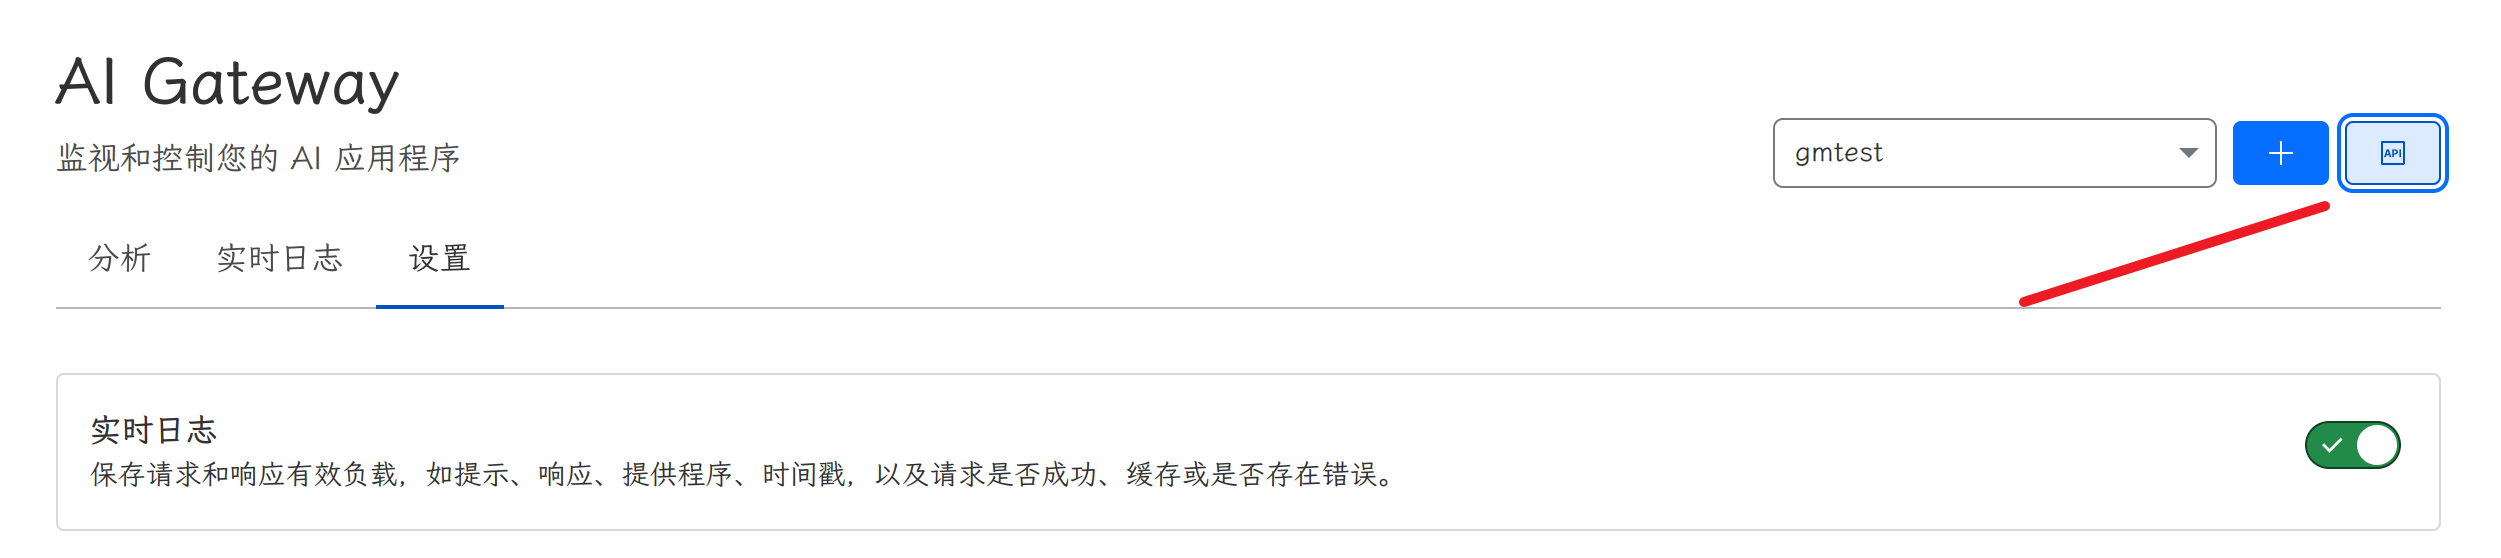 AI Gateway
监视和控制您的 AI 应用程序
gmtest
API
分析 实时日志 设置
实时日志
保存请求和响应有效负载，如提示、响应、提供程序、时间戳，以及请求是否成功、缓存或是否存在错误。